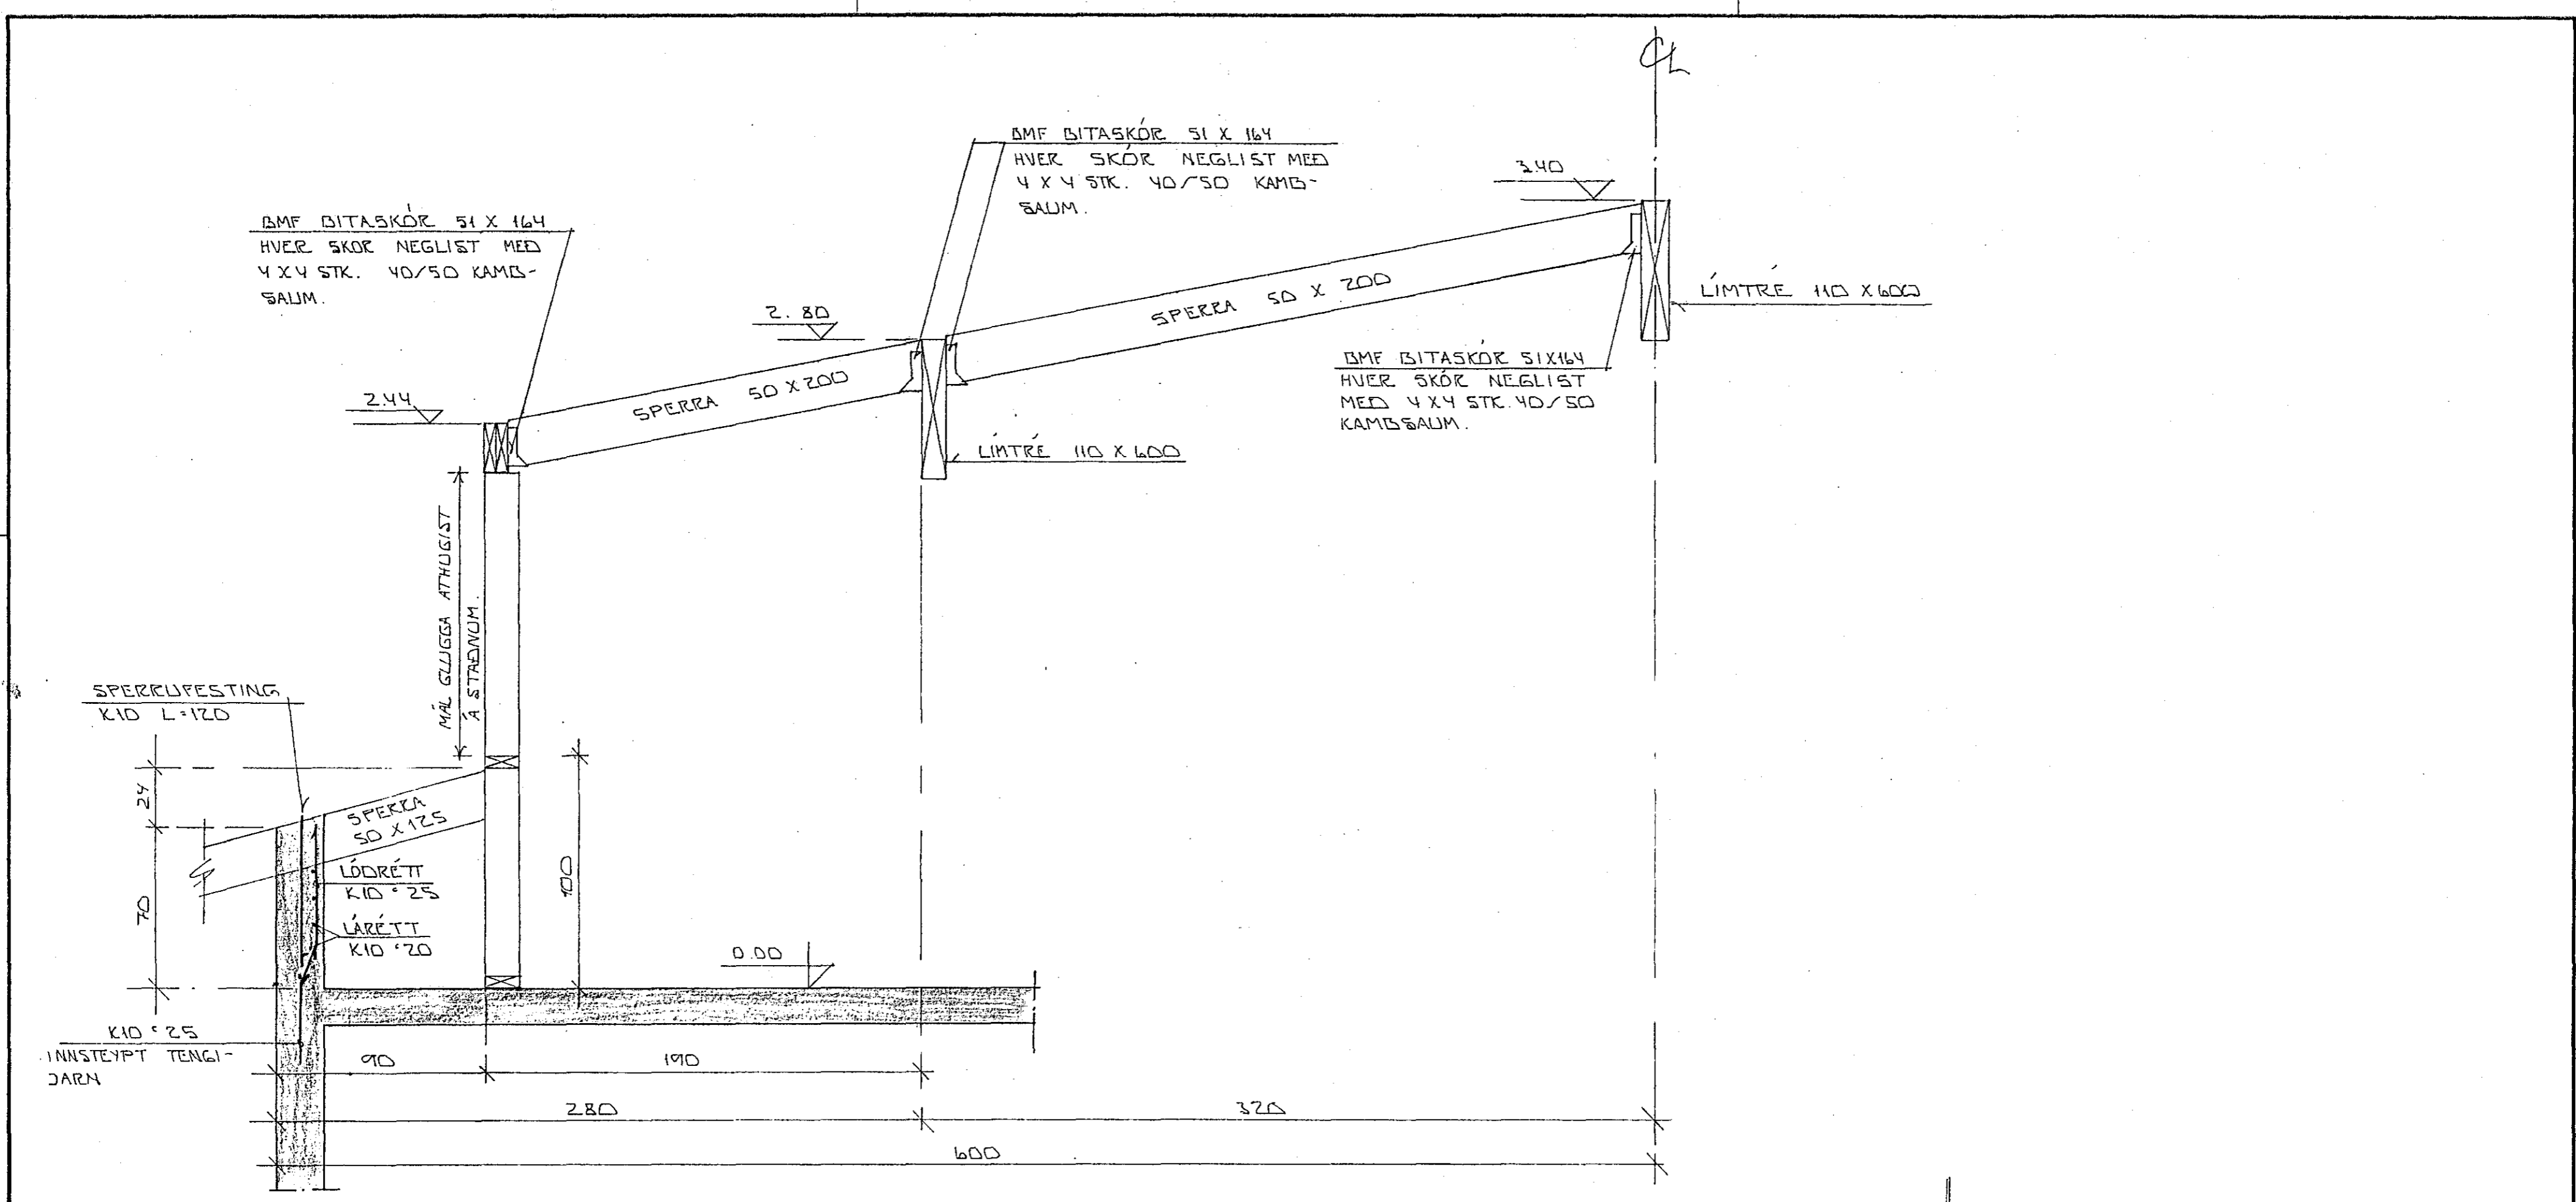 CL
BMF BITASKÓR 51 X 164
HVER SKÓR NEGLIST MEÐ
4 X 4 STK. 40/50 KAMB-
SAUM.
3.40
BMF BITASKÓR 51 X 164
HVER SKOR NEGLIST MEÐ
4 X 4 STK. 40/50 KAMB-
SAUM.
SPERRA 50 X 200
LÍMTRÉ 110 X 600
2.80
BMF BITASKÓR 51X164
HVER SKÓR NEGLIST
MEÐ 4 X 4 STK. 40/50
KAMBSAUM.
SPERRA 50 X 200
2.44
LÍMTRÉ 110 X 600
MÁL GLUGGA ATHUGIST
Á STAÐNUM.
SPERRUFESTING
K10 L=120
24
SPERRA
50 X 125
LÓÐRÉTT
K10 ° 25
100
70
LÁRÉTT
K10 ° 20
0.00
K10 ° 25
INNSTEYPT TENGI-
JARN
90
190
280
320
600